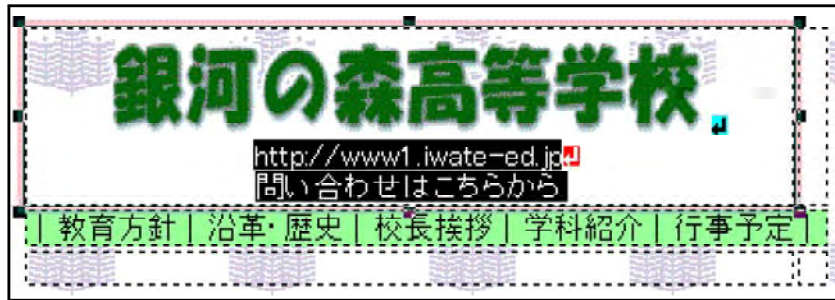 銀河の森高等学校
http://www1.iwate-ed.jp
問い合わせはこちらから
| 教育方針 | 沿革・歴史 | 校長挨拶 | 学科紹介 | 行事予定 |